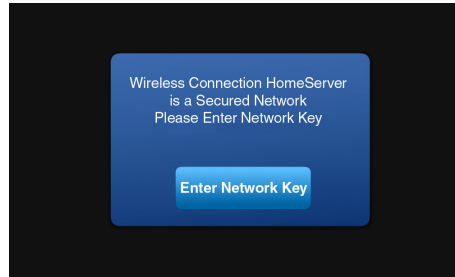 Wireless Connection HomeServer
is a Secured Network
Please Enter Network Key
Enter Network Key